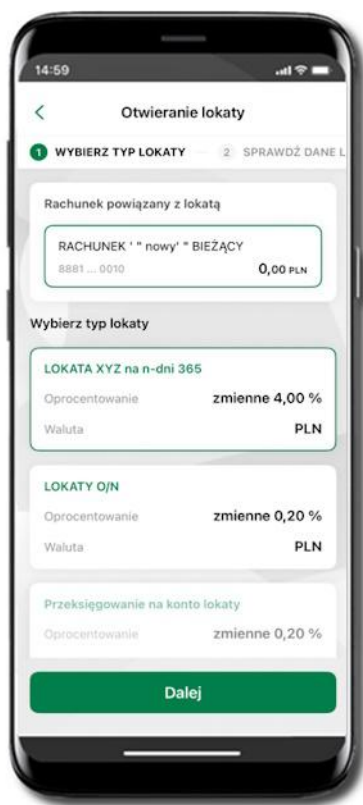 14:59
Otwieranie lokaty
1 WYBIERZ TYP LOKATY 2 SPRAWDŹ DANE L
Rachunek powiązany z lokatą
RACHUNEK ' " nowy' " BIEŻĄCY
8881 ... 0010 0,00 PLN
Wybierz typ lokaty
LOKATA XYZ na n-dni 365
Oprocentowanie zmienne 4,00 %
Waluta PLN
LOKATY O/N
Oprocentowanie zmienne 0,20 %
Waluta PLN
Przeksięgowanie na konto lokaty
Oprocentowanie zmienne 0,20 %
Dalej